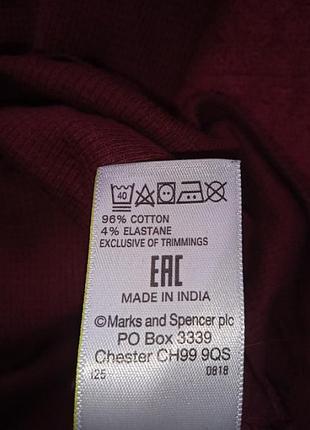 40
96% COTTON
4% ELASTANE
EXCLUSIVE OF TRIMMINGS
EAC
MADE IN INDIA
©Marks and Spencer plc
PO Box 3339
Chester CH99 9QS
I25 0818